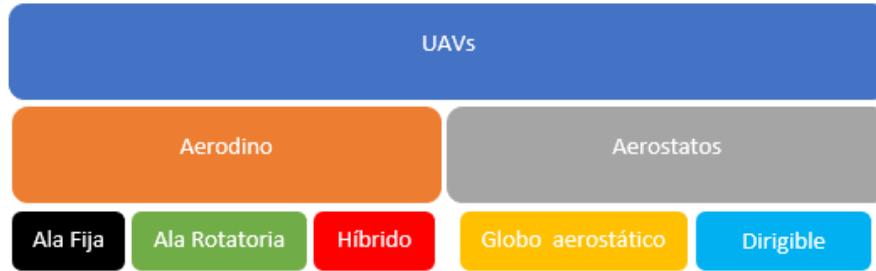 UAVs
Aerodino
Aerostatos
Ala Fija
Ala Rotatoria
Híbrido
Globo aerostático
Dirigible